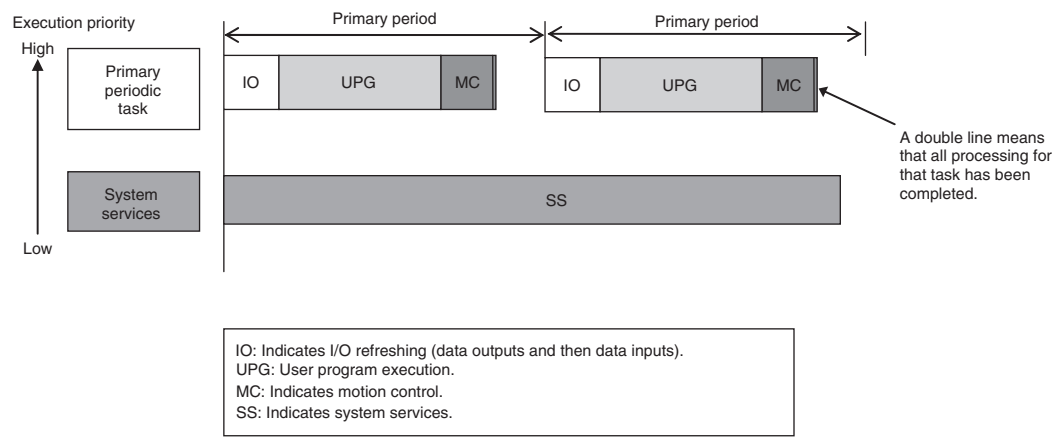 Execution priority
High
Primary
periodic
task
System
services
Low
Primary period
Primary period
IO
UPG
MC
IO
UPG
MC
SS
A double line means
that all processing for
that task has been
completed.
IO: Indicates I/O refreshing (data outputs and then data inputs).
UPG: User program execution.
MC: Indicates motion control.
SS: Indicates system services.